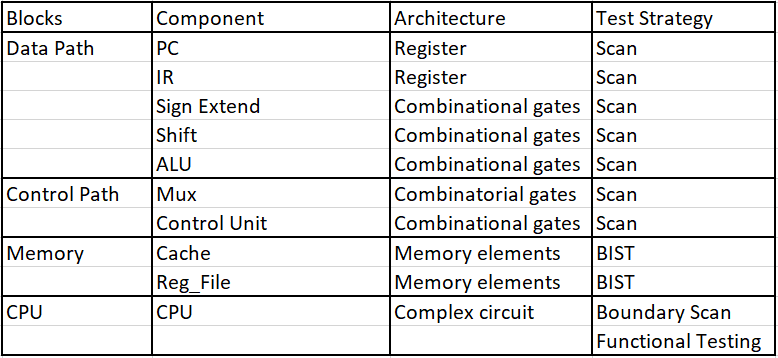 Blocks Component Architecture Test Strategy
Data Path PC Register Scan
IR Register Scan
Sign Extend Combinational gates Scan
Shift Combinational gates Scan
ALU Combinational gates Scan
Control Path Mux Combinatorial gates Scan
Control Unit Combinational gates Scan
Memory Cache Memory elements BIST
Reg_File Memory elements BIST
CPU CPU Complex circuit Boundary Scan
Functional Testing